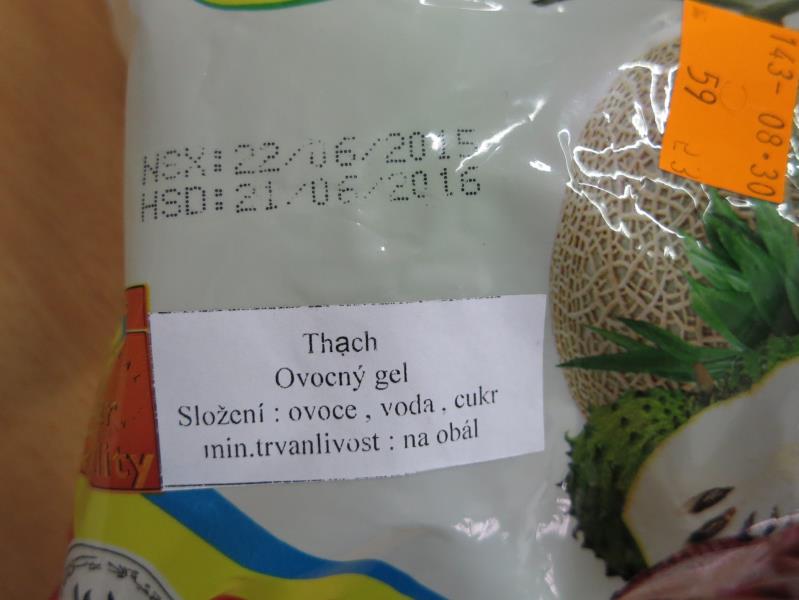 143-08.30
59
NSX:22/06/2015
HSD:21/06/2016
Thạch
Ovocný gel
Složení : ovoce , voda , cukr
min.trvanlivost : na obál